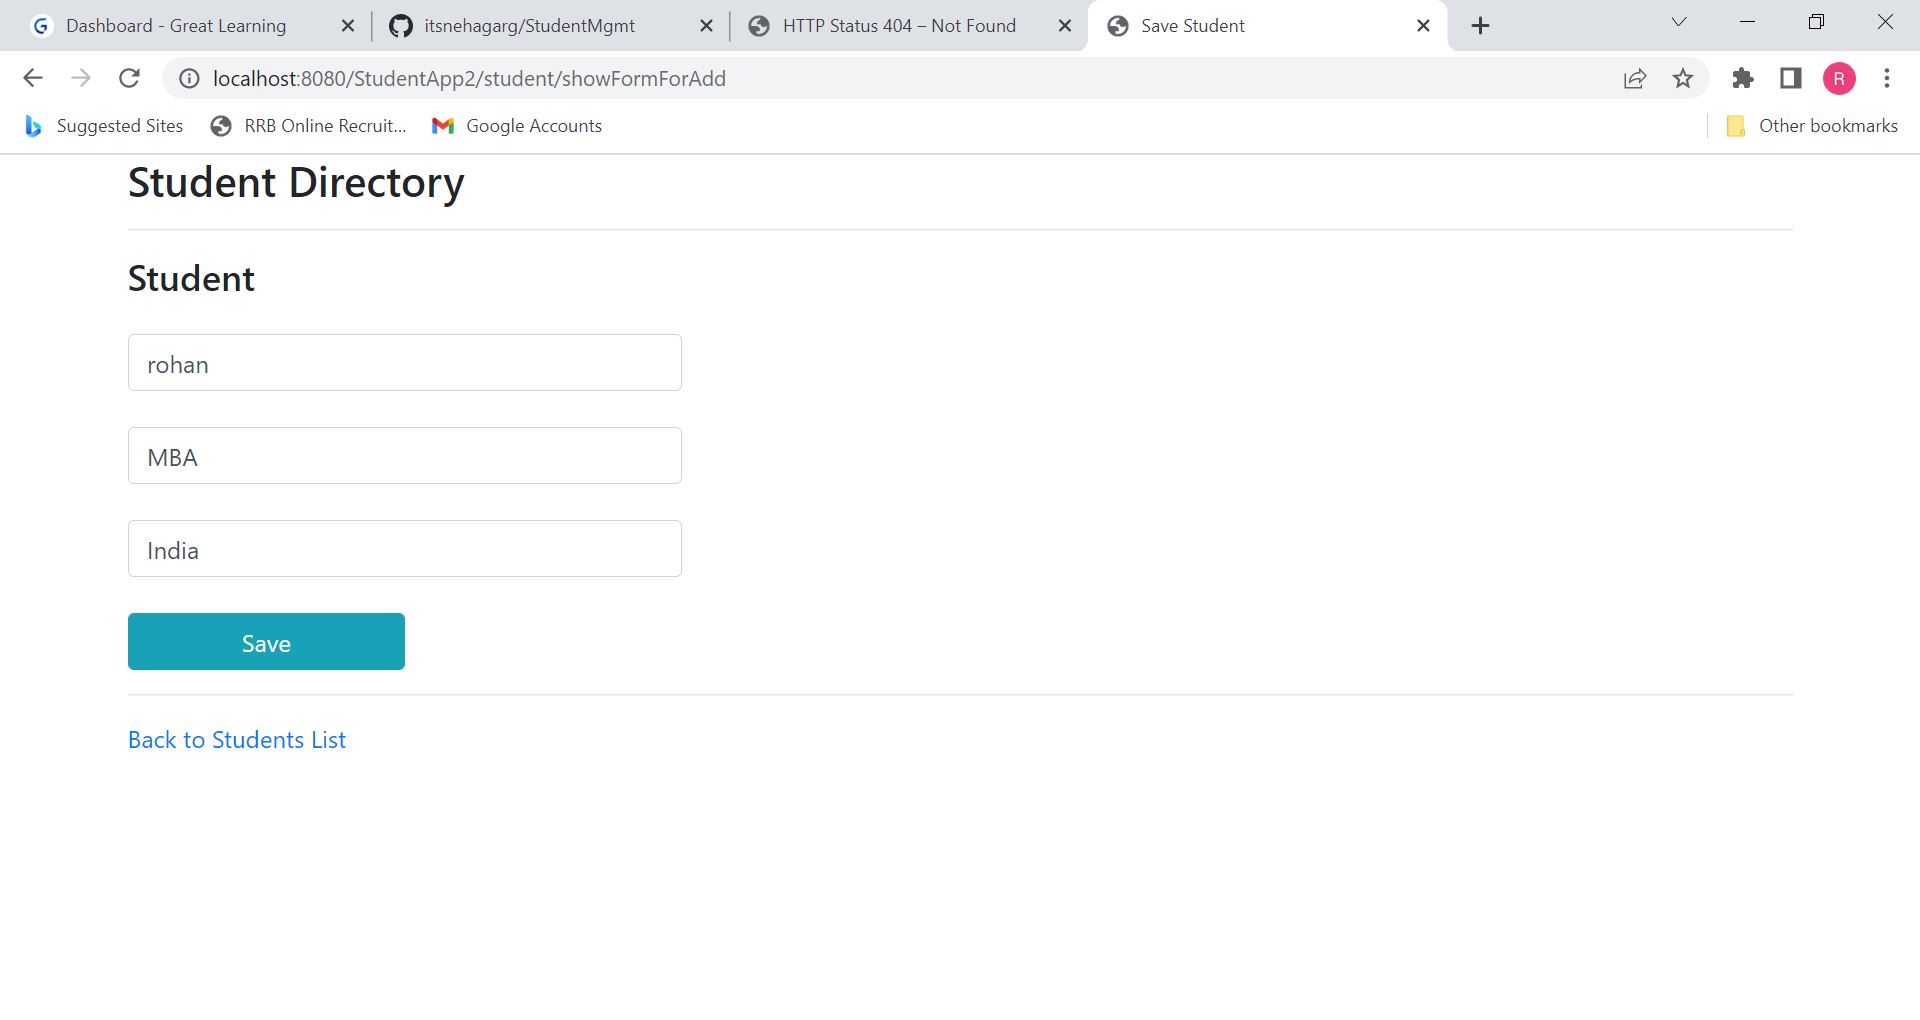 Dashboard - Great Learning
itsnehagarg/StudentMgmt
HTTP Status 404 – Not Found
Save Student
localhost:8080/StudentApp2/student/showFormForAdd
R
Suggested Sites
RRB Online Recruit...
Google Accounts
Other bookmarks
Student Directory
Student
rohan
MBA
India
Save
Back to Students List